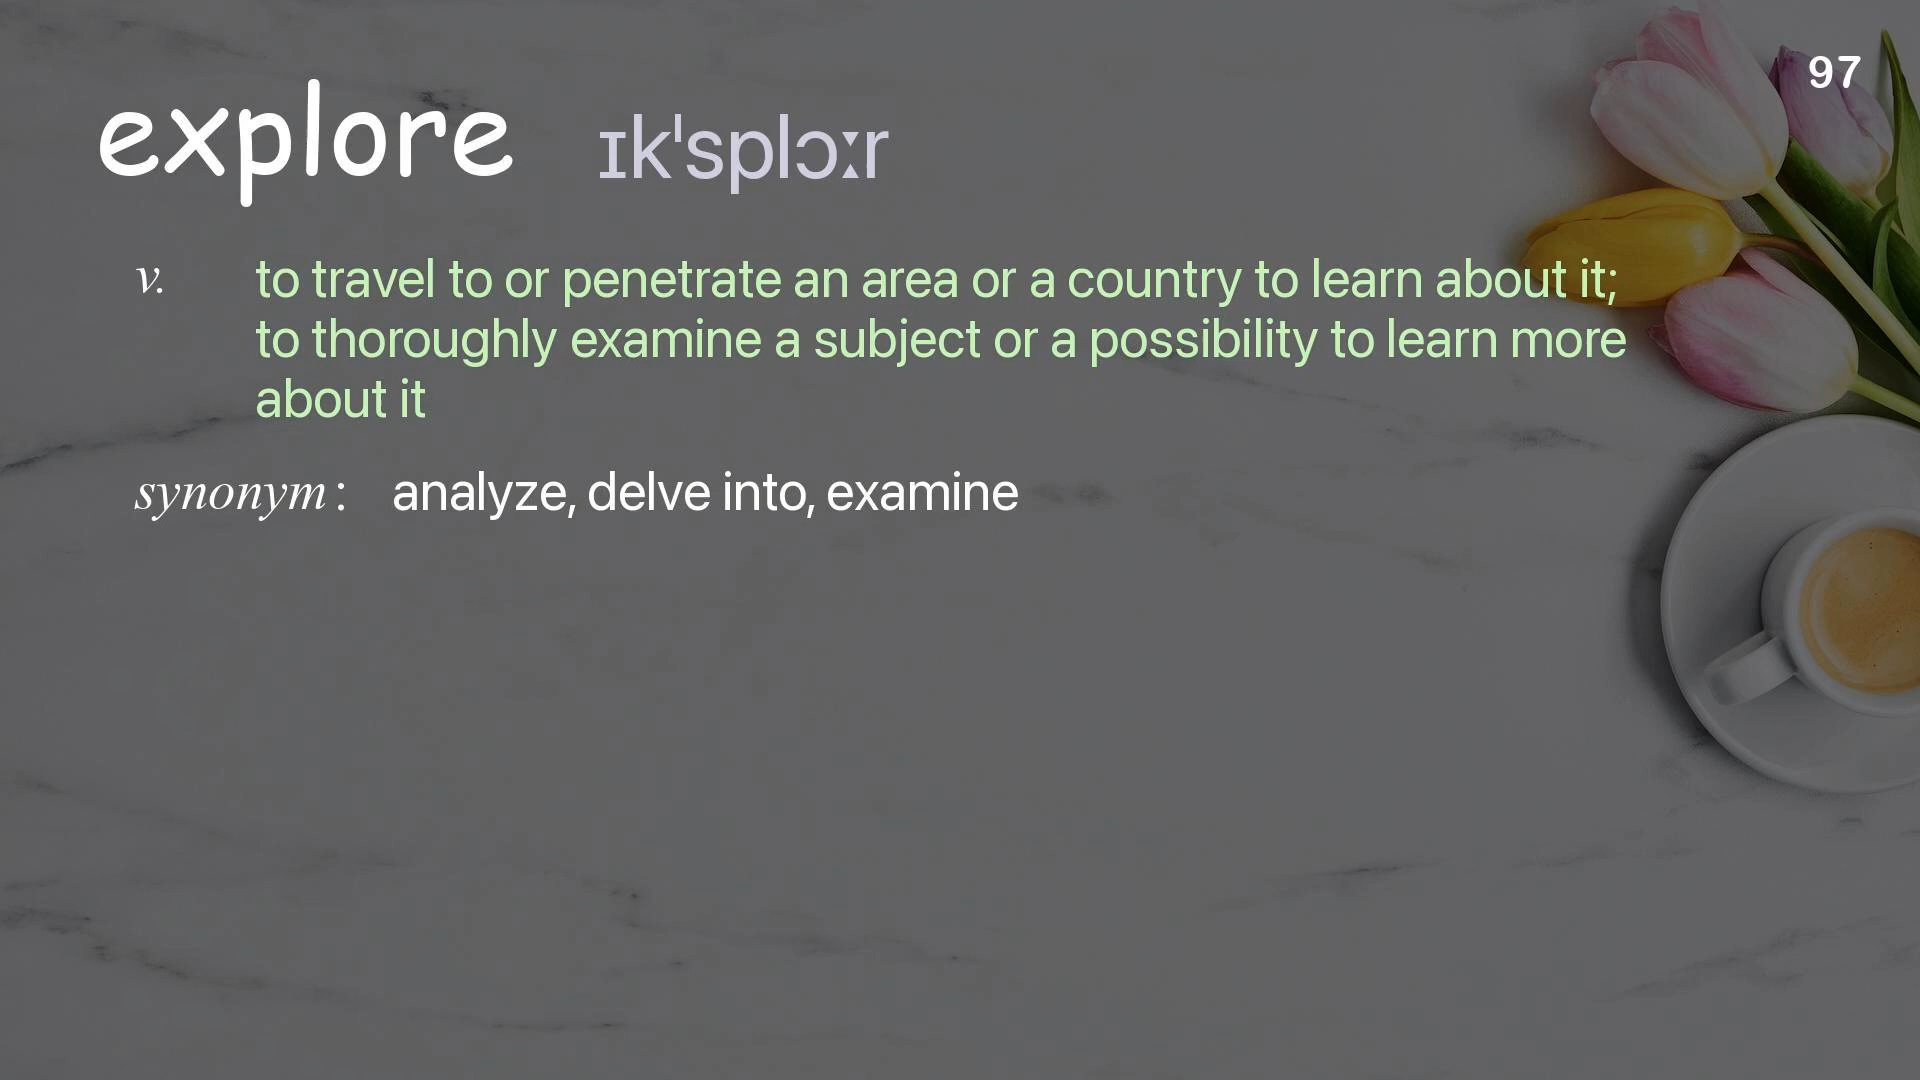 97
explore ɪkˈsplɔːr
v. to travel to or penetrate an area or a country to learn about it;
to thoroughly examine a subject or a possibility to learn more
about it
synonym : analyze, delve into, examine